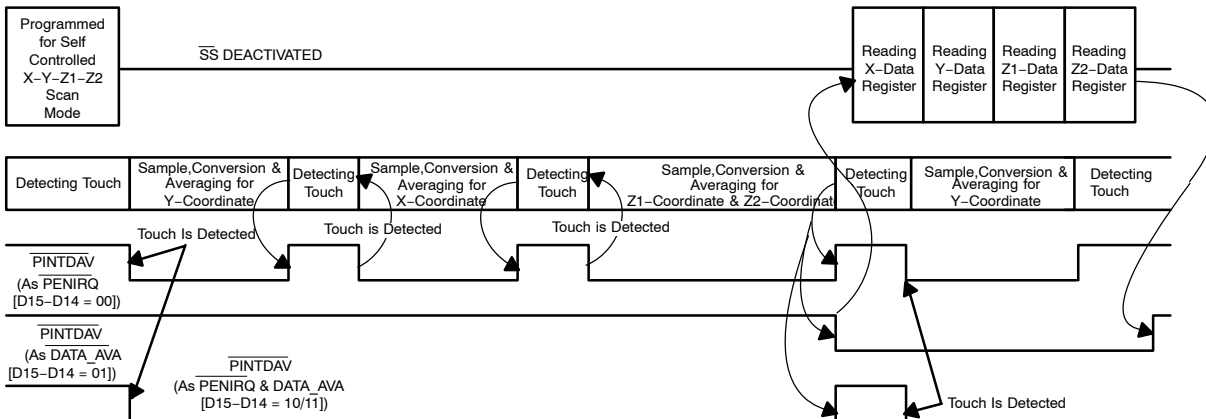 Programmed
for Self
Controlled
X−Y−Z1−Z2
Scan
Mode
SS DEACTIVATED
Reading
X−Data
Register
Reading
Y−Data
Register
Reading
Z1−Data
Register
Reading
Z2−Data
Register
Detecting Touch
Sample,Conversion &
Averaging for
Y−Coordinate
Detecting
Touch
Sample,Conversion &
Averaging for
X−Coordinate
Detecting
Touch
Sample,Conversion &
Averaging for
Z1−Coordinate & Z2−Coordinate
Detecting
Touch
Sample,Conversion &
Averaging for
Y−Coordinate
Detecting
Touch
Touch Is Detected
Touch is Detected
Touch is Detected
PINTDAV
(As PENIRQ
[D15−D14 = 00])
PINTDAV
(As DATA_AVA
[D15−D14 = 01])
PINTDAV
(As PENIRQ & DATA_AVA
[D15−D14 = 10/11])
Touch Is Detected